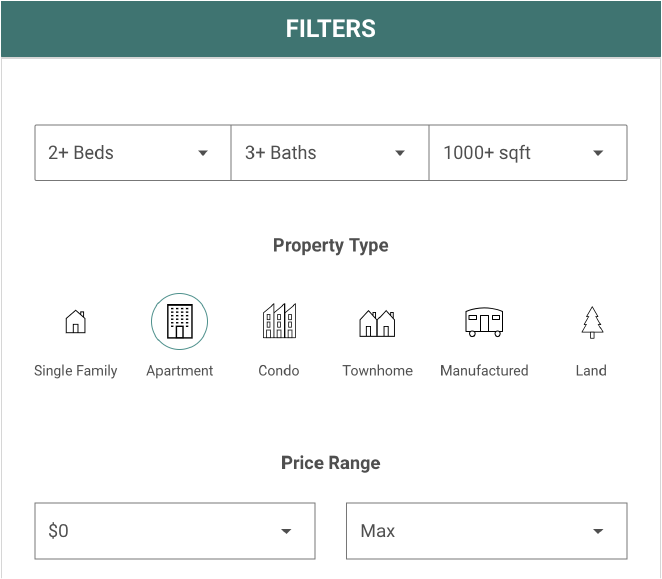 FILTERS
2+ Beds 3+ Baths 1000+ sqft
Property Type
Single Family Apartment Condo Townhome Manufactured Land
Price Range
$0 Max